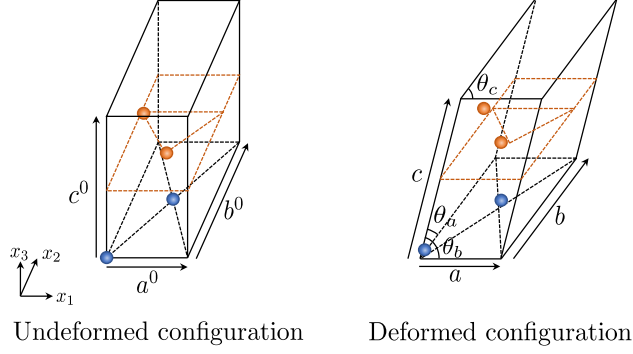 θ_c
c^0
c
b^0
θ_a
b
θ_b
x_3
x_2
x_1
a^0
a
Undeformed configuration
Deformed configuration